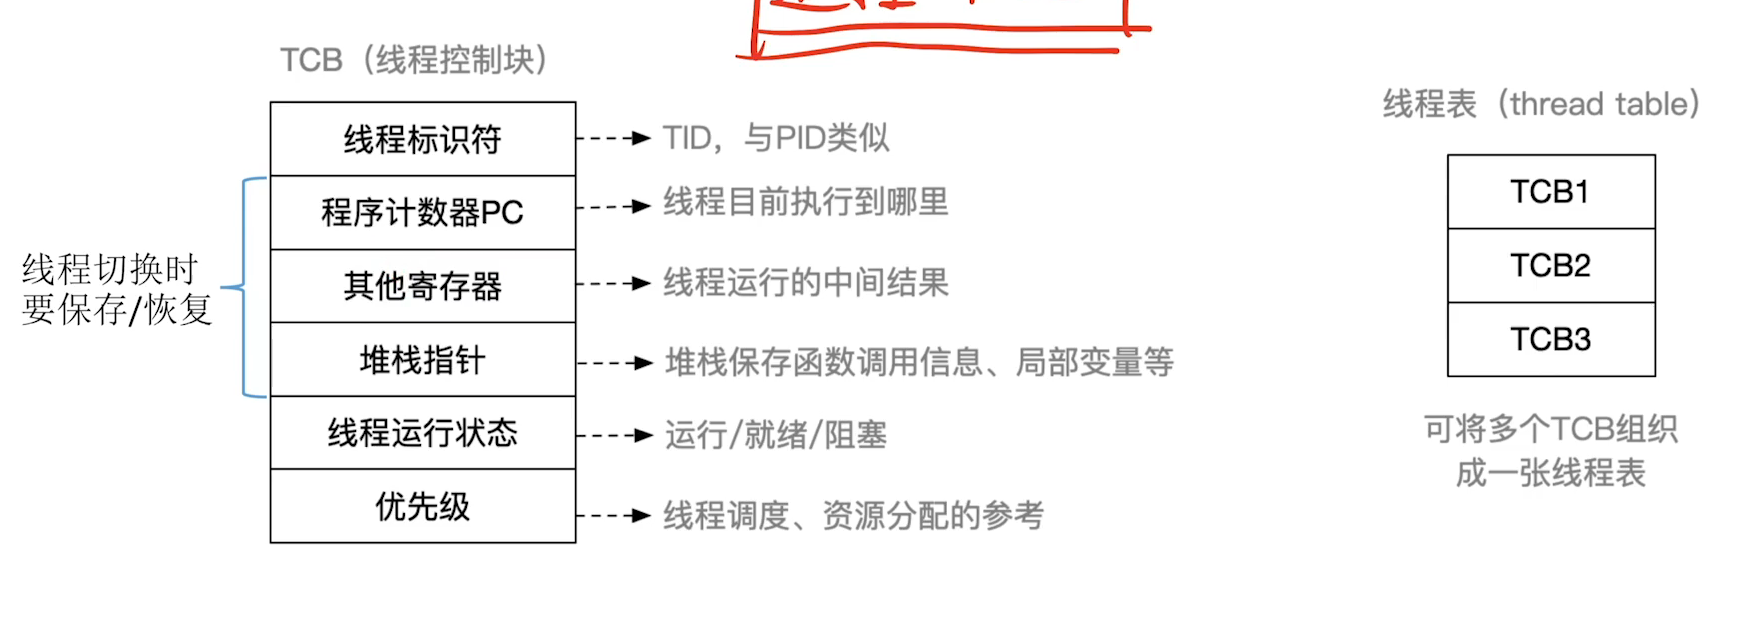 TCB（线程控制块）
线程标识符
TID，与PID类似
程序计数器PC
线程目前执行到哪里
其他寄存器
线程运行的中间结果
堆栈指针
堆栈保存函数调用信息、局部变量等
线程运行状态
运行/就绪/阻塞
优先级
线程调度、资源分配的参考
线程切换时
要保存/恢复
线程表（thread table）
TCB1
TCB2
TCB3
可将多个TCB组织
成一张线程表